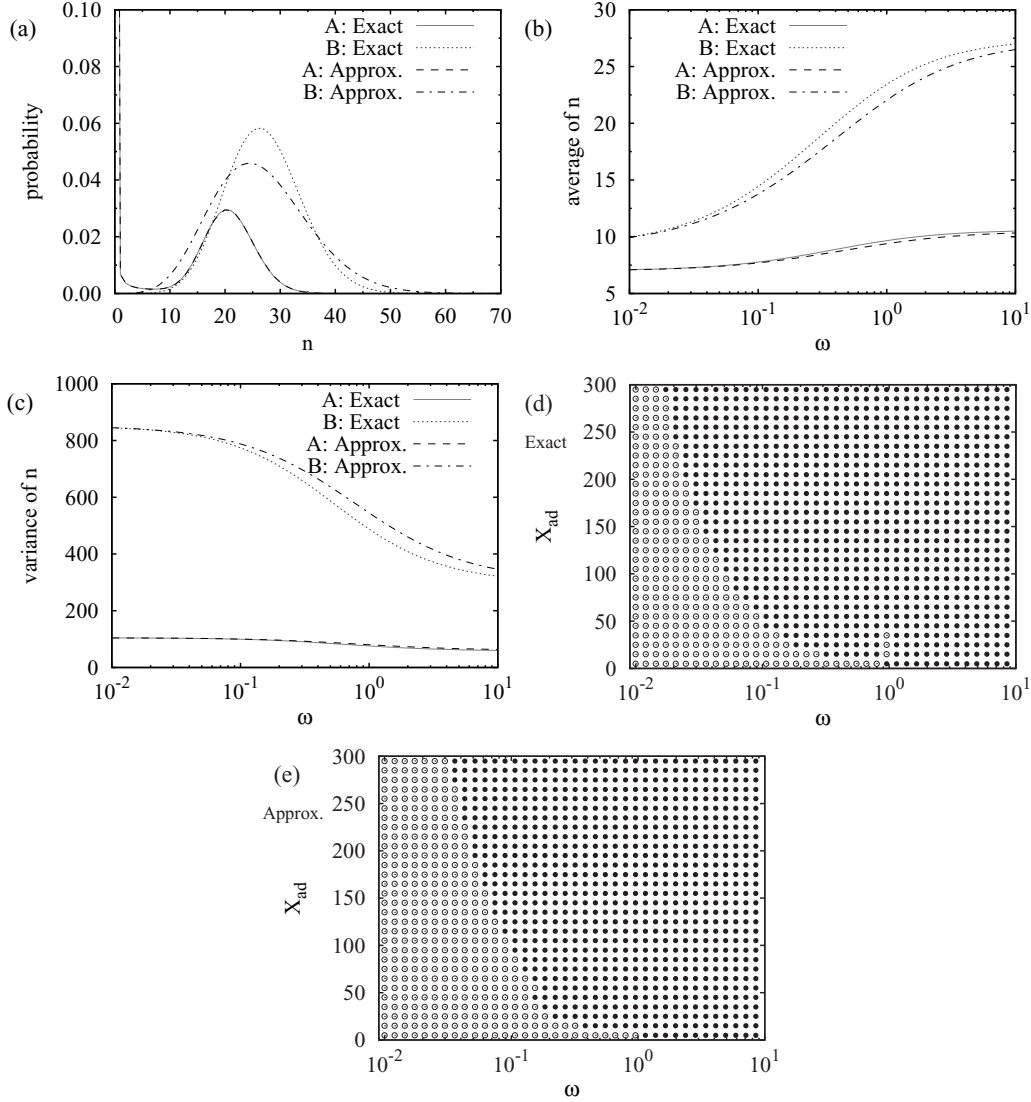 (a)
probability
0.10
0.08
0.06
0.04
0.02
0.00
A: Exact
B: Exact
A: Approx.
B: Approx.
0 10 20 30 40 50 60 70
n
(b)
average of n
30
25
20
15
10
5
A: Exact
B: Exact
A: Approx.
B: Approx.
10^-2 10^-1 10^0 10^1
ω
(c)
variance of n
1000
800
600
400
200
0
A: Exact
B: Exact
A: Approx.
B: Approx.
10^-2 10^-1 10^0 10^1
ω
(d)
Exact
X_ad
300
250
200
150
100
50
0
10^-2 10^-1 10^0 10^1
ω
(e)
Approx.
X_ad
300
250
200
150
100
50
0
10^-2 10^-1 10^0 10^1
ω